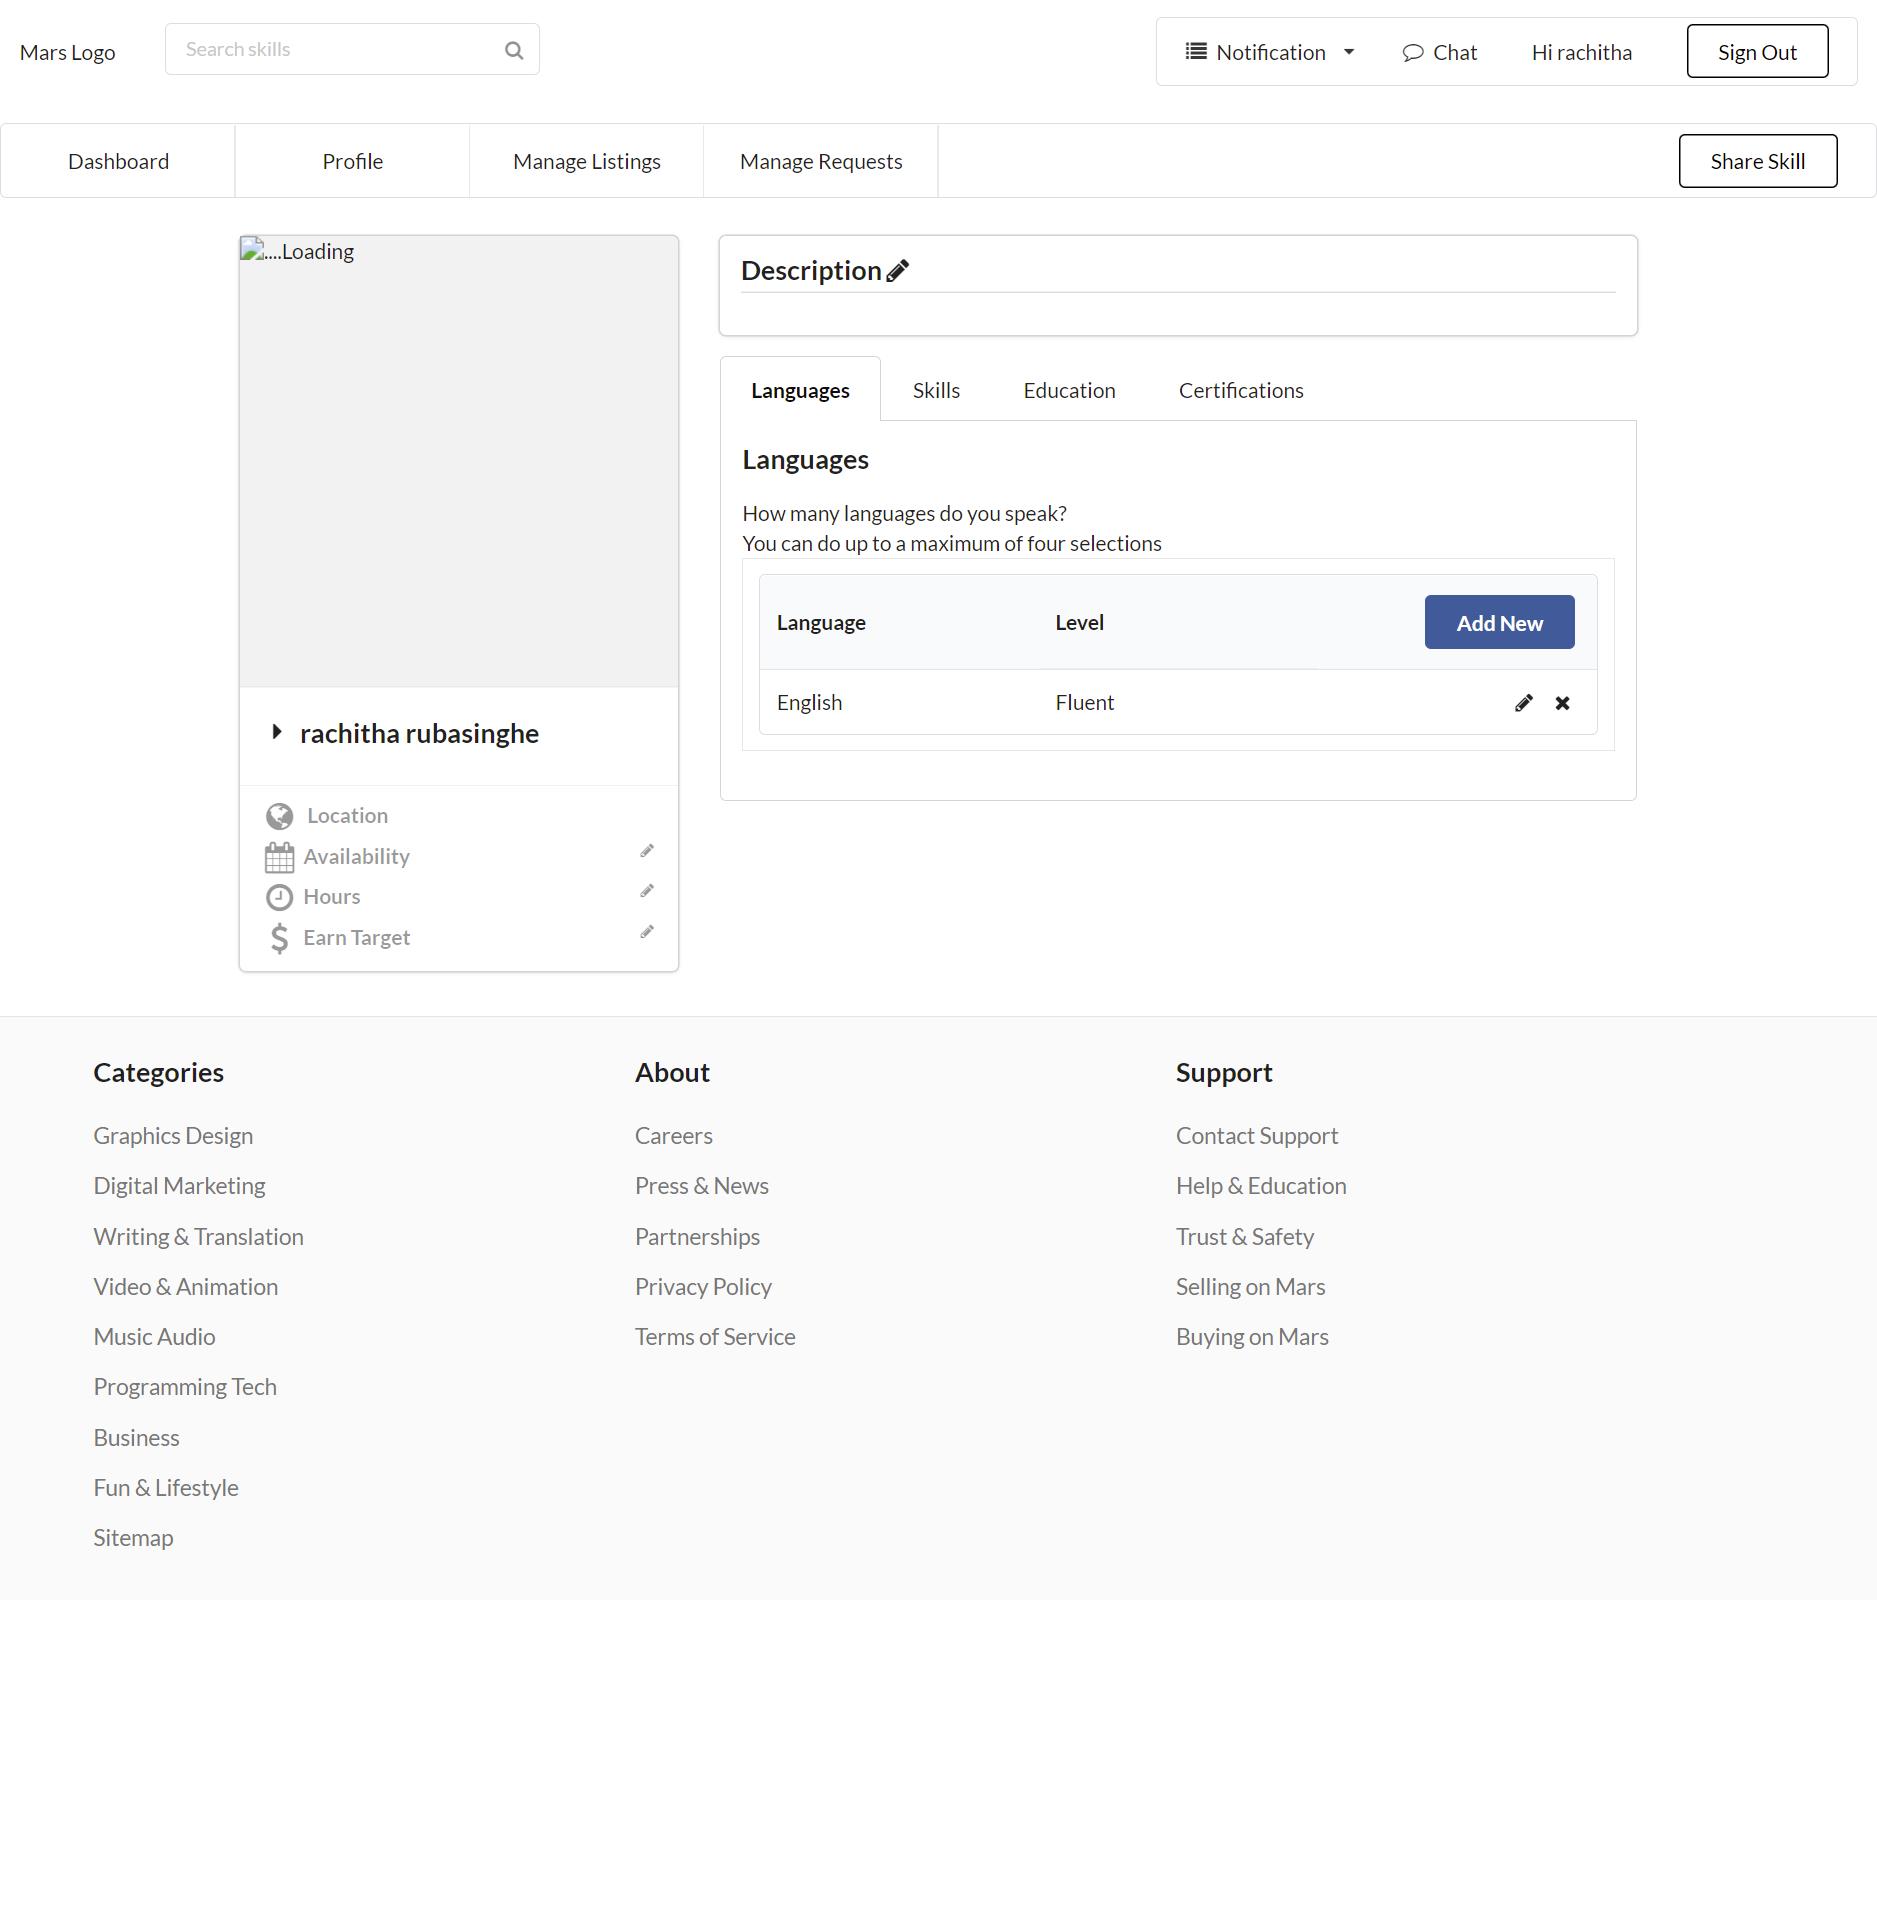 Mars Logo
Search skills
Notification
Chat
Hi rachitha
Sign Out
Dashboard
Profile
Manage Listings
Manage Requests
Share Skill
....Loading
rachitha rubasinghe
Location
Availability
Hours
Earn Target
Description
Languages
Skills
Education
Certifications
Languages
How many languages do you speak?
You can do up to a maximum of four selections
Language
Level
Add New
English
Fluent
Categories
Graphics Design
Digital Marketing
Writing & Translation
Video & Animation
Music Audio
Programming Tech
Business
Fun & Lifestyle
Sitemap
About
Careers
Press & News
Partnerships
Privacy Policy
Terms of Service
Support
Contact Support
Help & Education
Trust & Safety
Selling on Mars
Buying on Mars